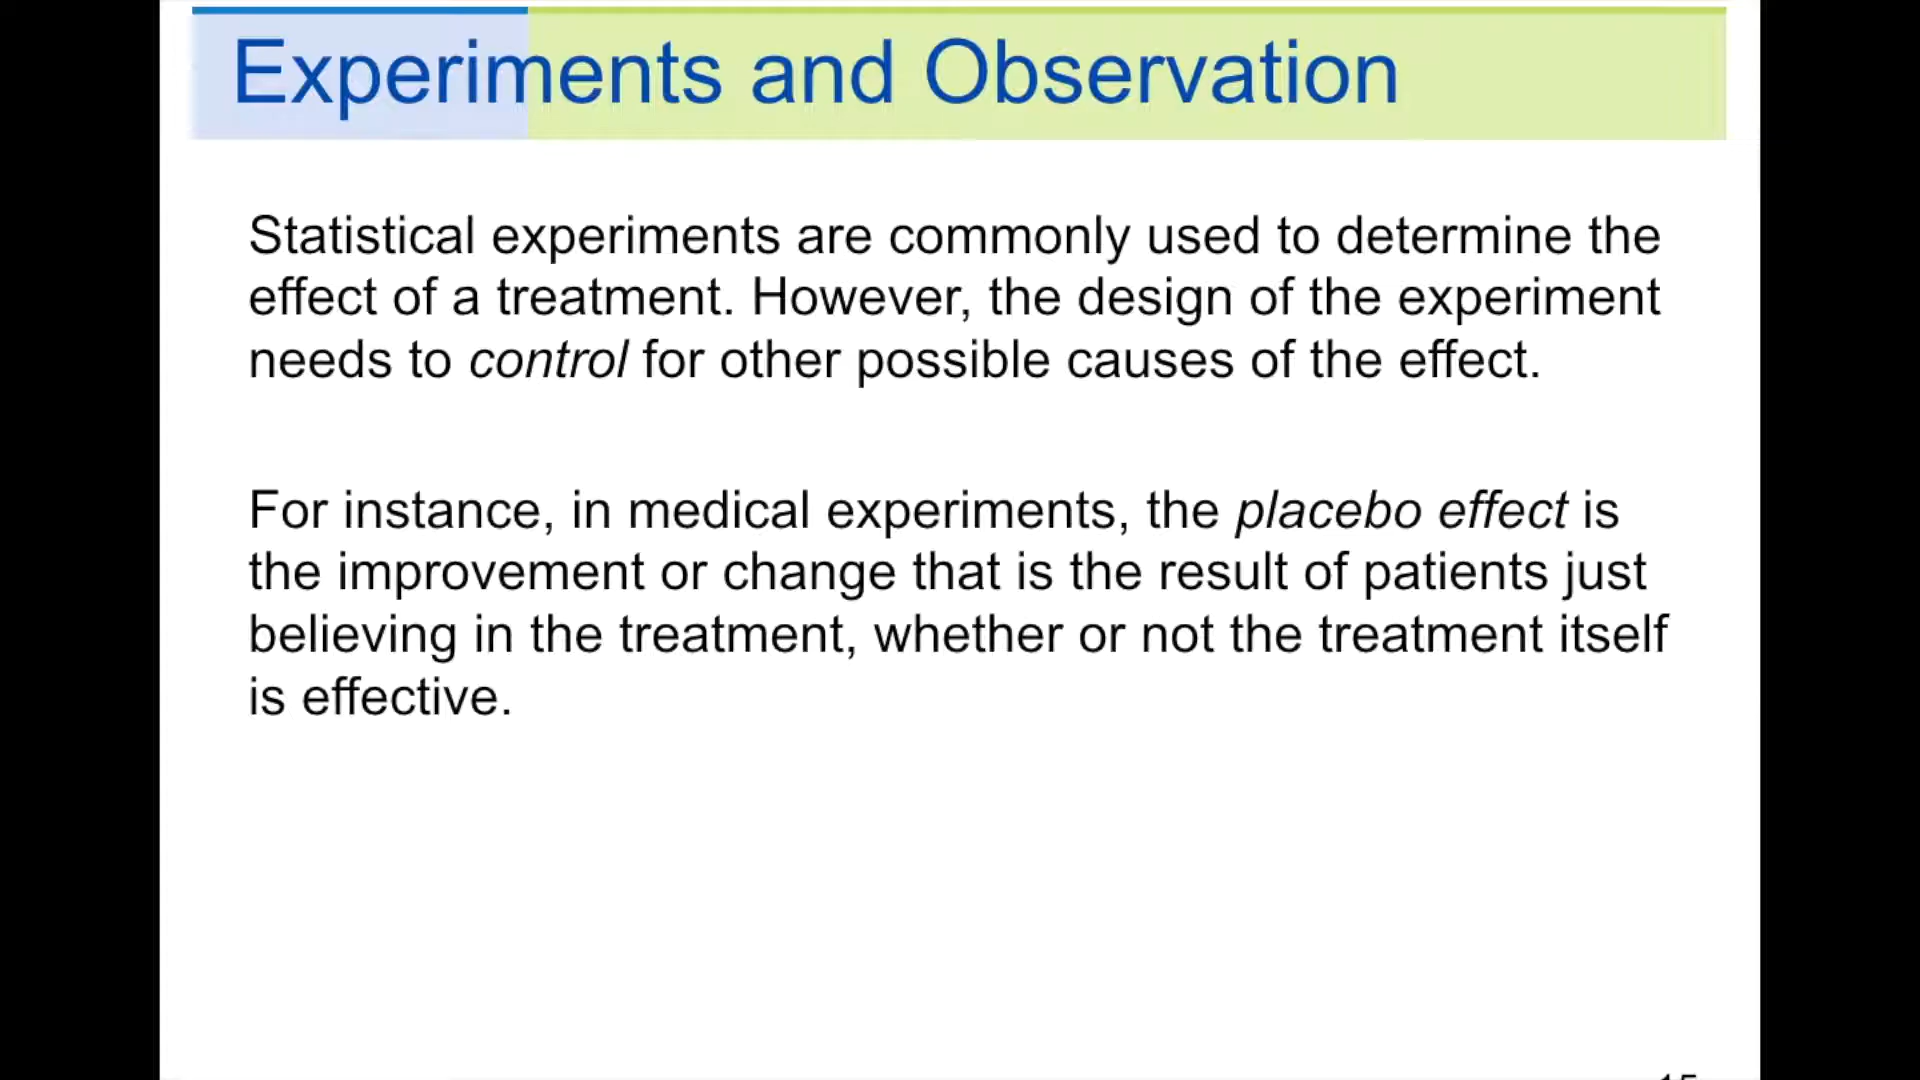 Experiments and Observation
Statistical experiments are commonly used to determine the
effect of a treatment. However, the design of the experiment
needs to control for other possible causes of the effect.
For instance, in medical experiments, the placebo effect is
the improvement or change that is the result of patients just
believing in the treatment, whether or not the treatment itself
is effective.